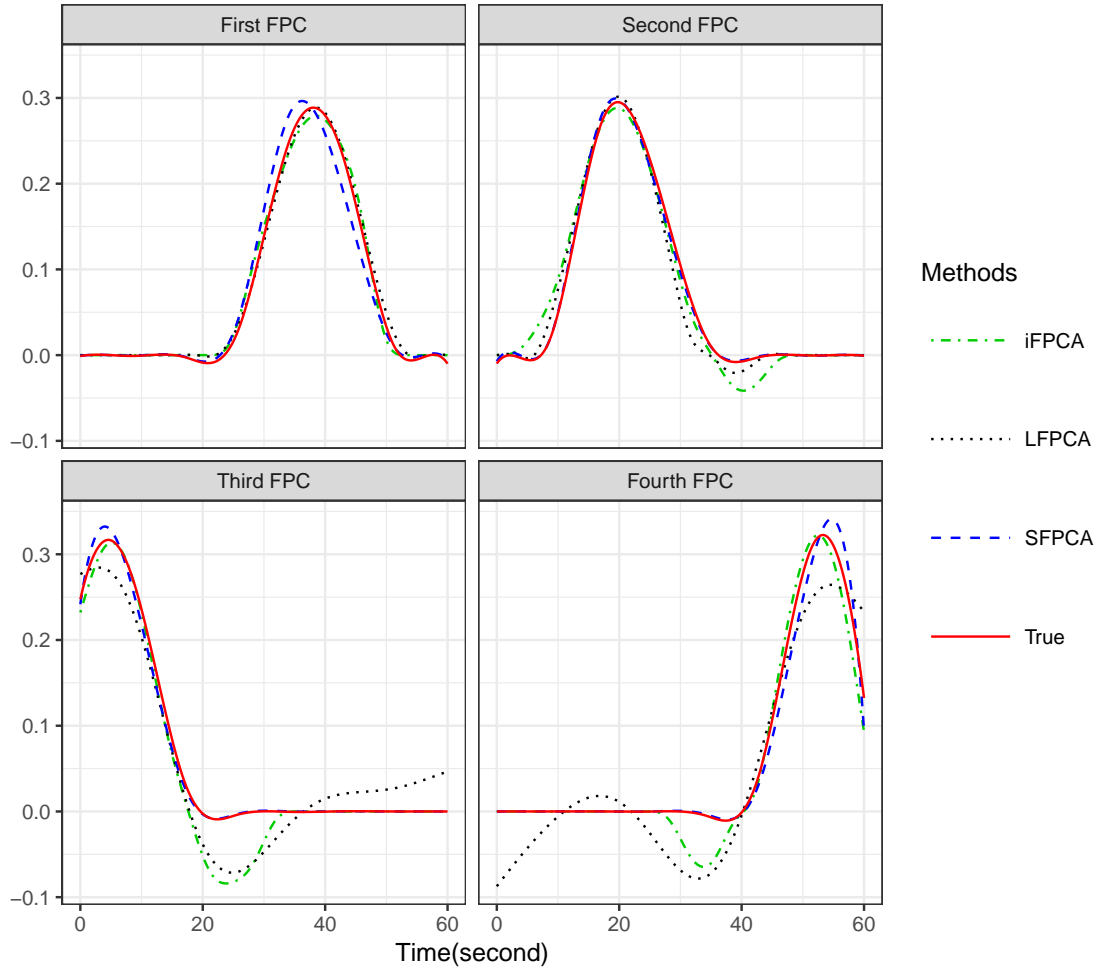 First FPC Second FPC
0.3
0.2
0.1
0.0
−0.1
Third FPC Fourth FPC
0.3
0.2
0.1
0.0
−0.1
0 20 40 60 0 20 40 60
Time(second)
Methods
iFPCA
LFPCA
SFPCA
True